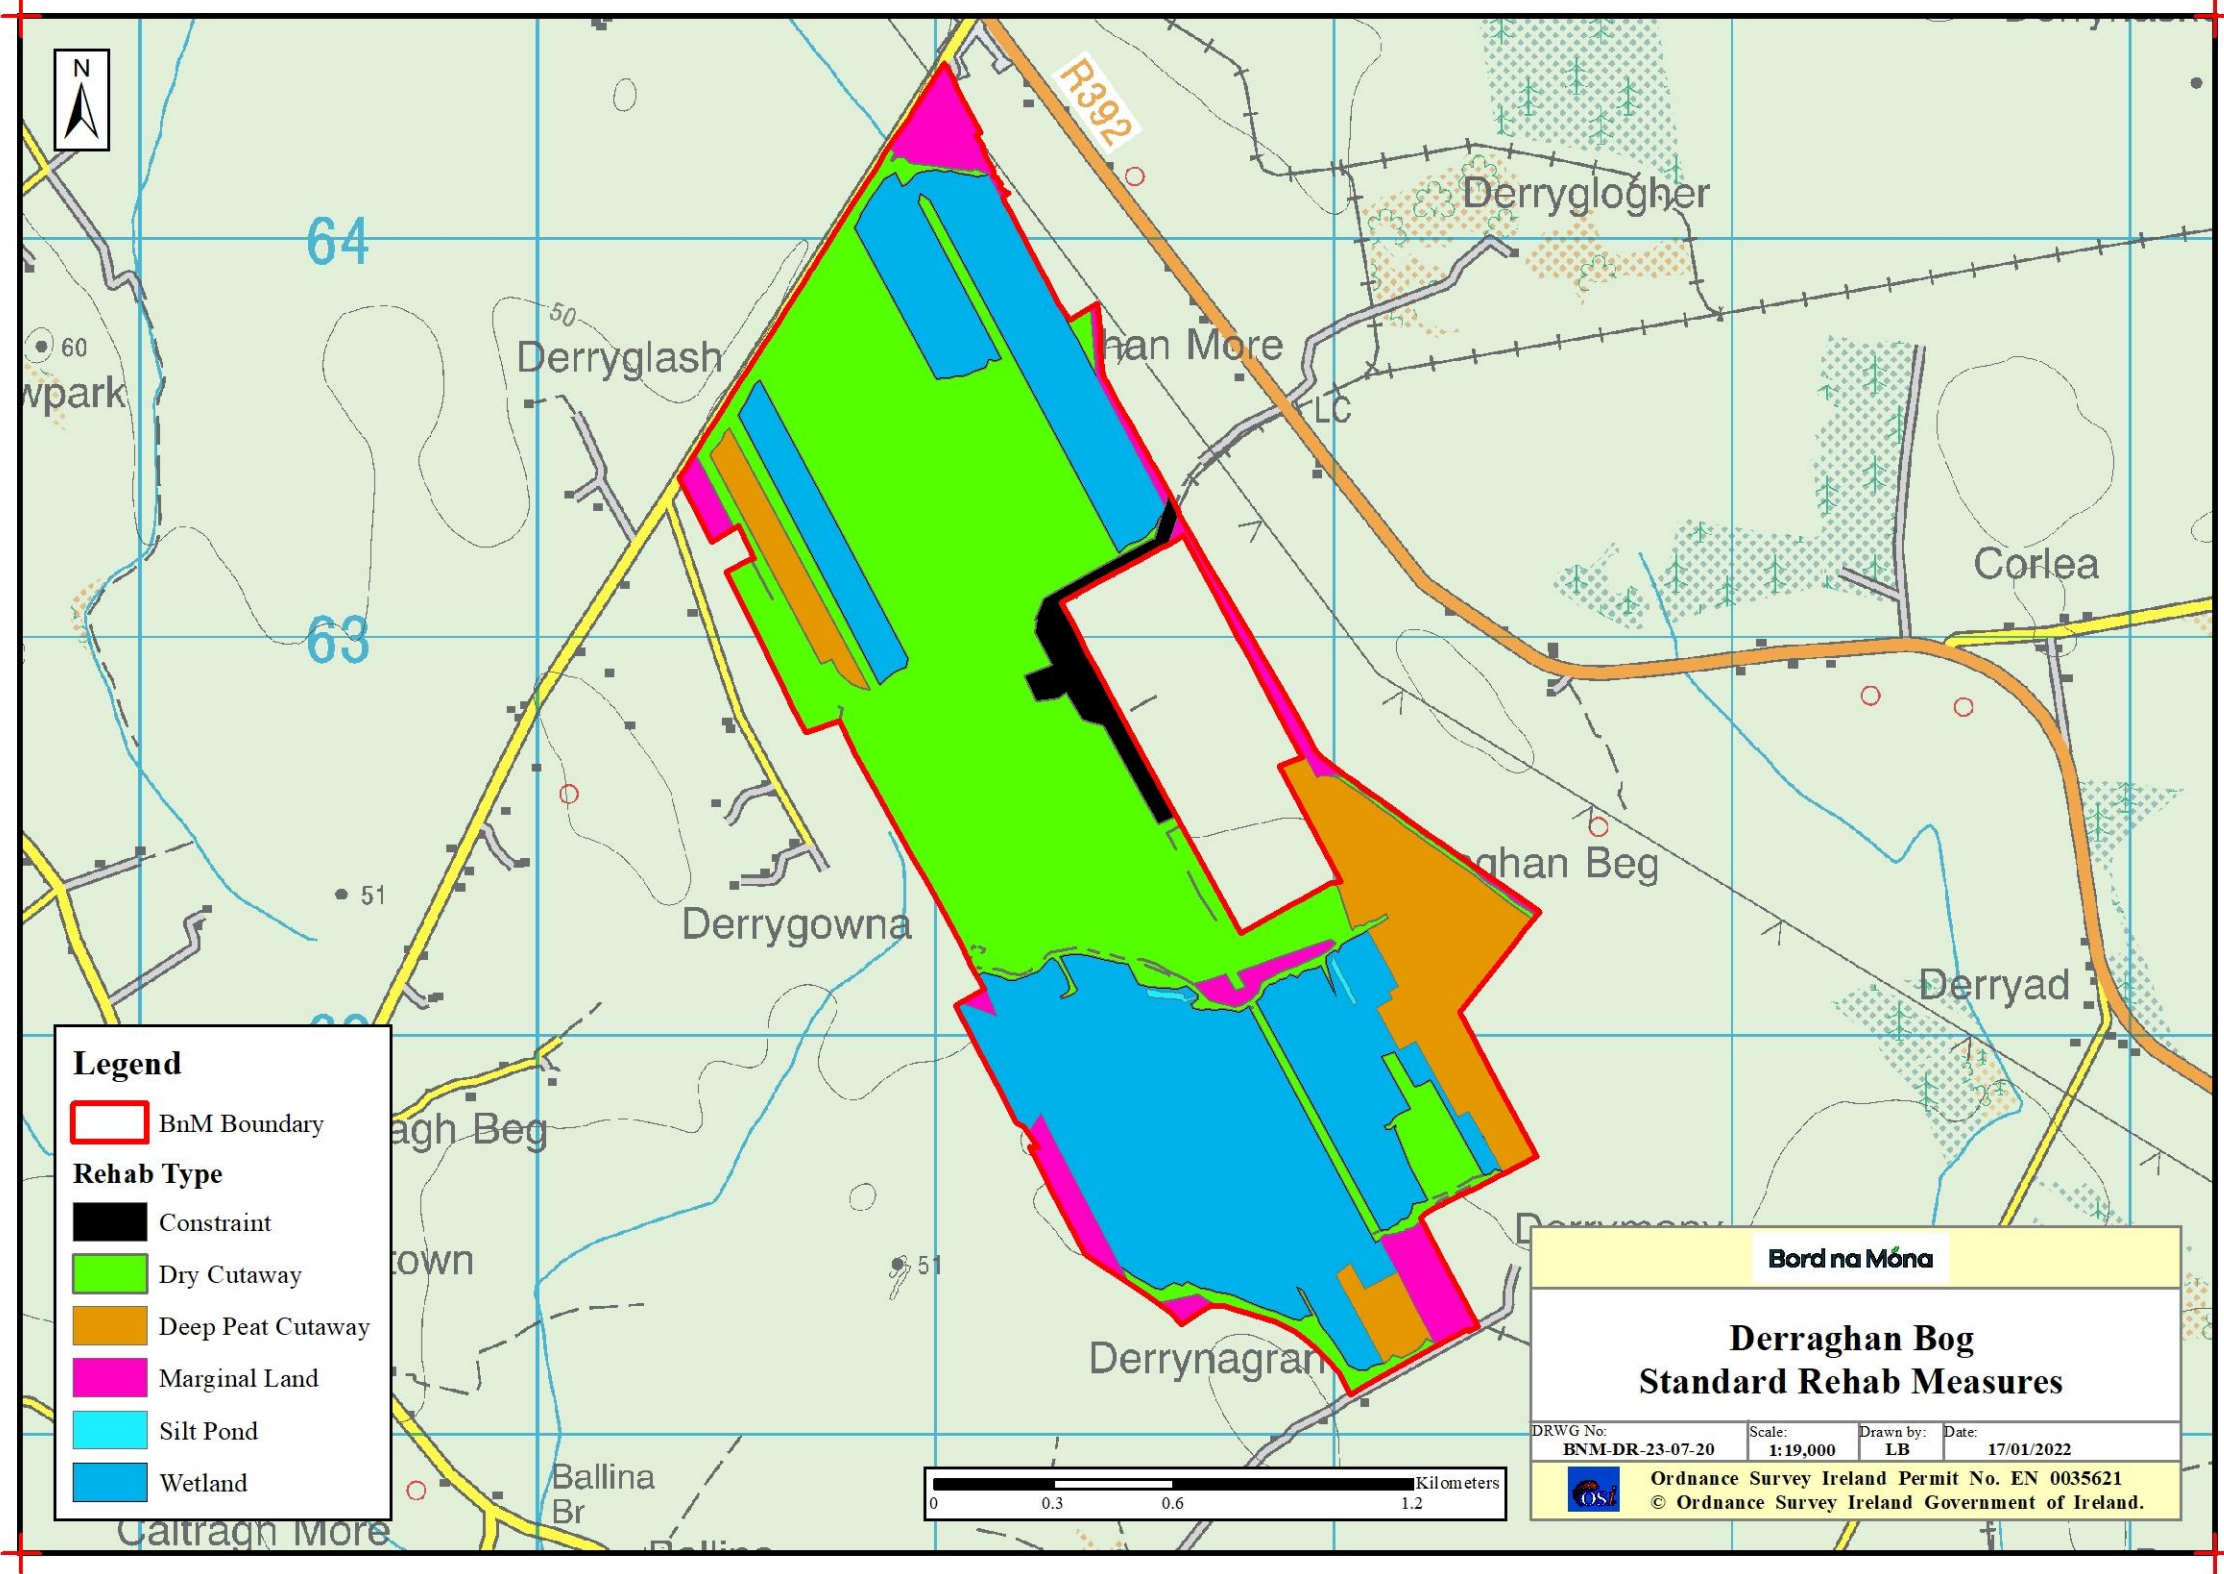 N
R392
64
Derryglogher
50
Derryglash
han More
60
wpark
LC
Corlea
63
ghan Beg
51
Derrygowna
Derryad
Legend
BnM Boundary
agh Beg
Rehab Type
Constraint
51
town
Dry Cutaway
Deep Peat Cutaway
Marginal Land
Silt Pond
Wetland
Derrynagran
Ballina
Br
Caltragh More
0 0.3 0.6 1.2
Kilometers
Bord na Móna
Derraghan Bog
Standard Rehab Measures
DRWG No: Scale: Drawn by: Date:
BNM-DR-23-07-20 1:19,000 LB 17/01/2022
osi
Ordnance Survey Ireland Permit No. EN 0035621
© Ordnance Survey Ireland Government of Ireland.